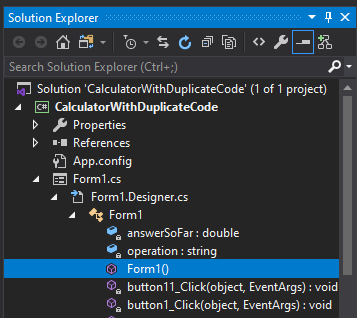 Solution Explorer
Search Solution Explorer (Ctrl+;)
Solution 'CalculatorWithDuplicateCode' (1 of 1 project)
C# CalculatorWithDuplicateCode
Properties
References
App.config
Form1.cs
Form1.Designer.cs
Form1
answerSoFar : double
operation : string
Form1()
button11_Click(object, EventArgs) : void
button1_Click(object, EventArgs) : void